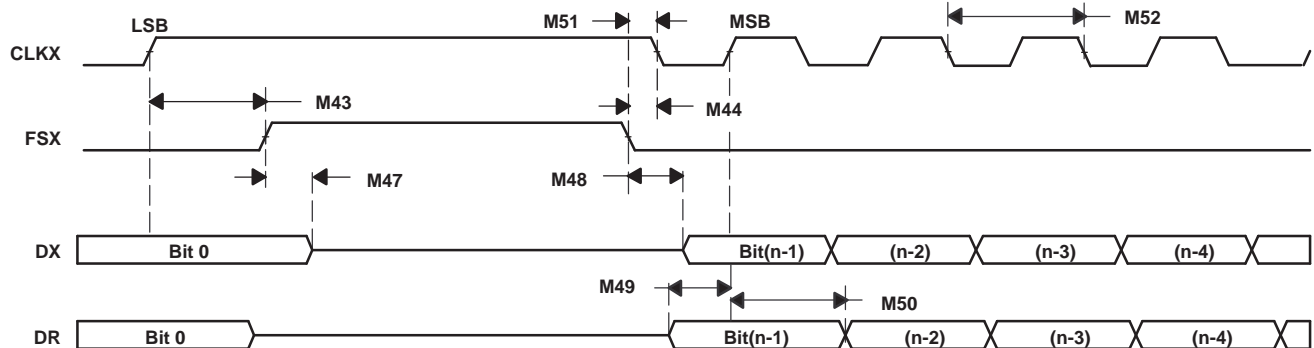 LSB M51 MSB M52
CLKX
M43 M44
FSX
M47 M48
DX Bit 0 Bit(n-1) (n-2) (n-3) (n-4)
M49 M50
DR Bit 0 Bit(n-1) (n-2) (n-3) (n-4)